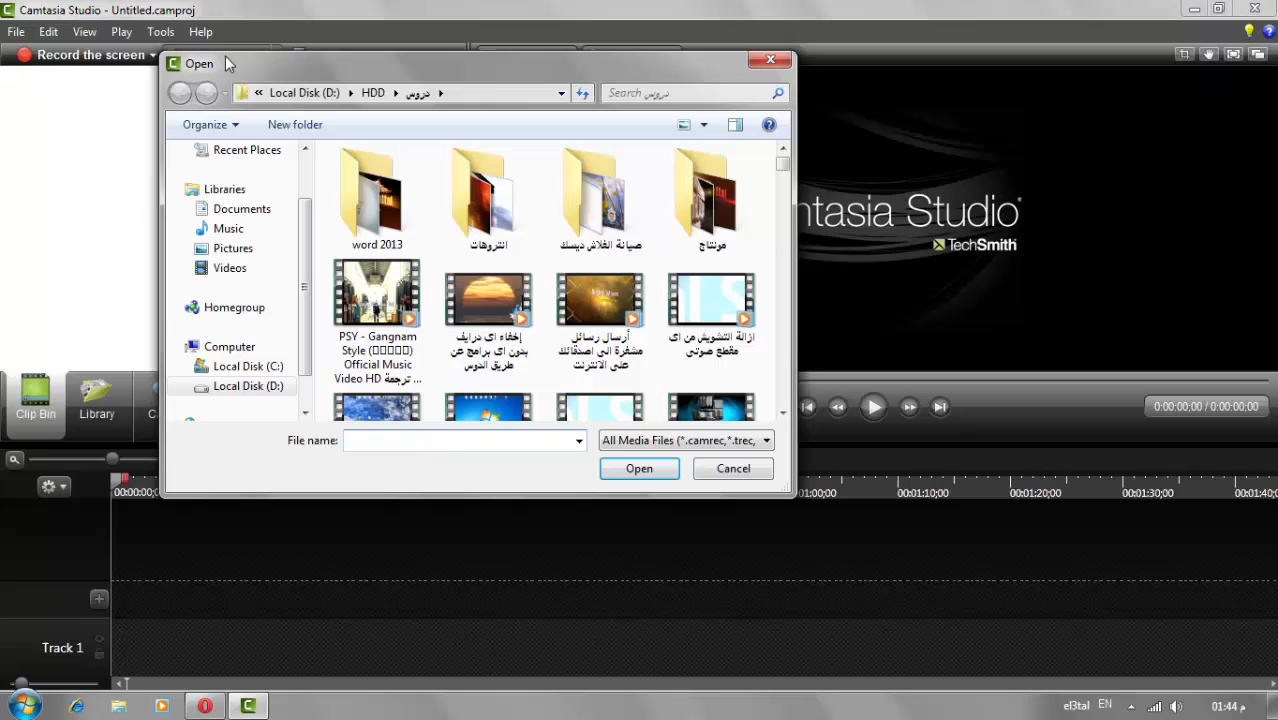 Camtasia Studio - Untitled.camproj
File Edit View Play Tools Help
Record the screen
Open
« Local Disk (D:) HDD دروس
Search دروس
Organize New folder
Recent Places
Libraries
Documents
Music
Pictures
Videos
Homegroup
Computer
Local Disk (C:)
Local Disk (D:)
word 2013
انتروهات
صيانة الفلاش ديسك
مونتاج
PSY - Gangnam
Style (□□□□□)
Official Music
Video HD ترجمة ...
إخفاء اى درايف
بدون اى برامج عن
طريق الدوس
أرسال رسائل
مشفرة الى اصدقائك
على الانترنت
ازالة التشويش من اى
مقطع صوتى
File name:
All Media Files (*.camrec,*.trec,
Open Cancel
mtasia Studio
TechSmith
Clip Bin
Library
C
0:00:00;00 / 0:00:00;00
00:00:00;0
01:00;00 00:01:10;00 00:01:20;00 00:01:30;00 00:01:40;0
Track 1
el3tal EN
01:44 م